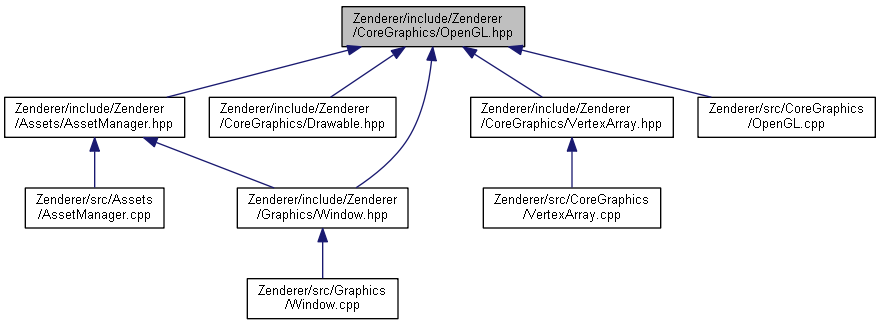 Zenderer/include/Zenderer
/CoreGraphics/OpenGL.hpp
Zenderer/include/Zenderer
/Assets/AssetManager.hpp
Zenderer/include/Zenderer
/CoreGraphics/Drawable.hpp
Zenderer/include/Zenderer
/CoreGraphics/VertexArray.hpp
Zenderer/src/CoreGraphics
/OpenGL.cpp
Zenderer/src/Assets
/AssetManager.cpp
Zenderer/include/Zenderer
/Graphics/Window.hpp
Zenderer/src/CoreGraphics
/VertexArray.cpp
Zenderer/src/Graphics
/Window.cpp